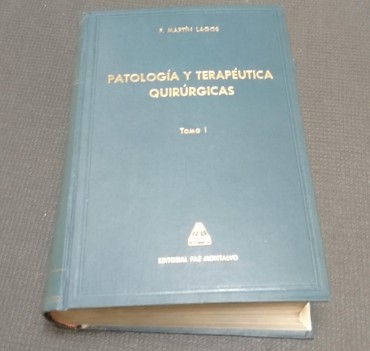 F. MARTÍN LAGOS
PATOLOGÍA Y TERAPÉUTICA
QUIRÚRGICAS
TOMO I
EDITORIAL PAZ MONTALVO